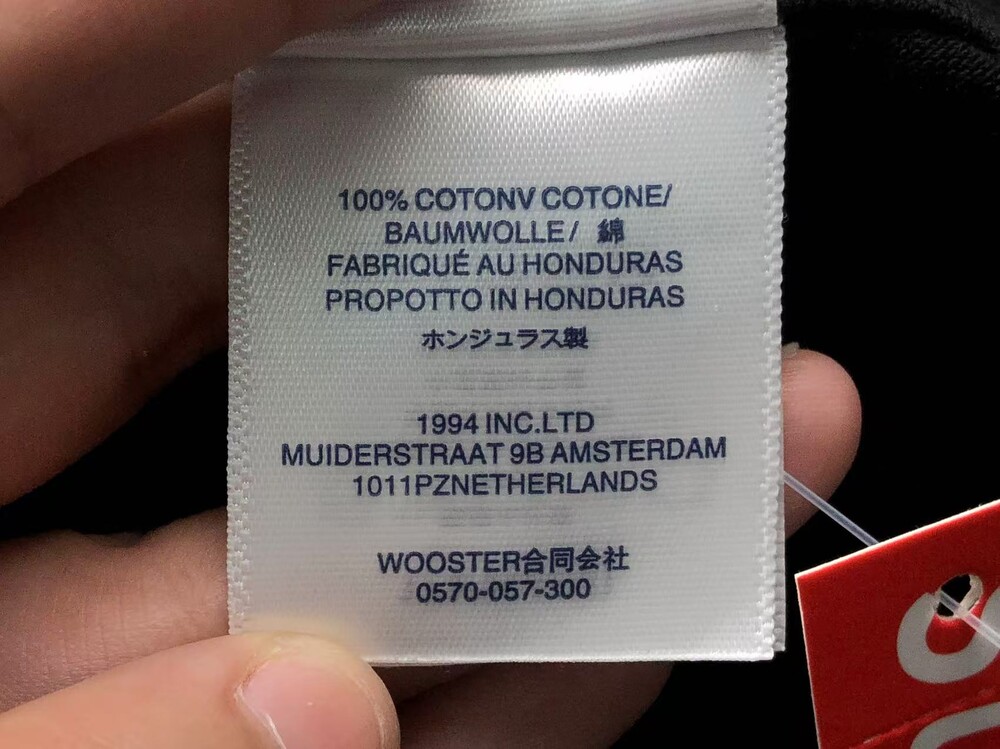 100% COTONV COTONE/
BAUMWOLLE/ 綿
FABRIQUÉ AU HONDURAS
PROPOTTO IN HONDURAS
ホンジュラス製
1994 INC.LTD
MUIDERSTRAAT 9B AMSTERDAM
1011PZNETHERLANDS
WOOSTER合同会社
0570-057-300